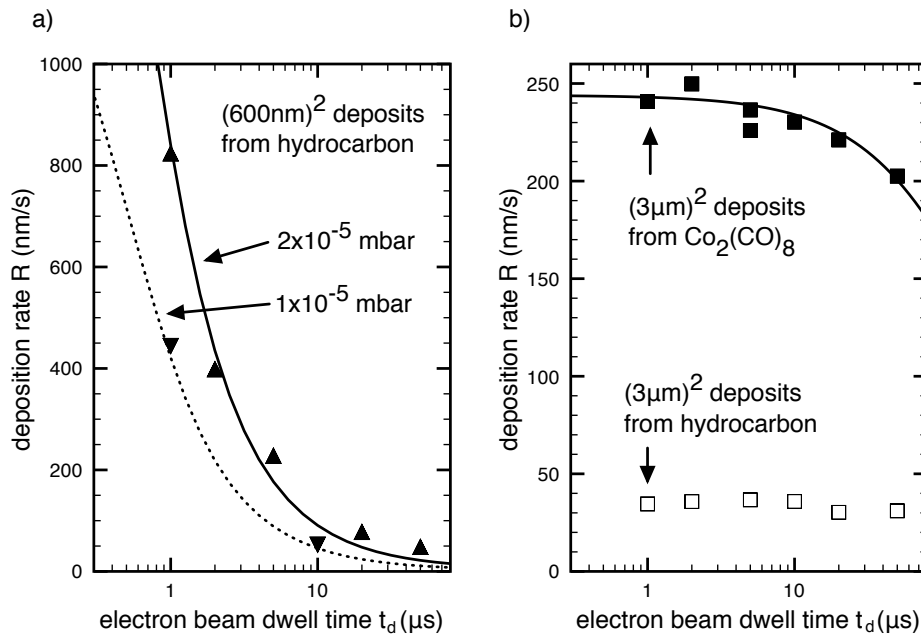 a)
1000
800
600
400
200
0
1
10
deposition rate R (nm/s)
electron beam dwell time t_d (μs)
(600nm)² deposits
from hydrocarbon
2x10⁻⁵ mbar
1x10⁻⁵ mbar
b)
250
200
150
100
50
0
1
10
deposition rate R (nm/s)
electron beam dwell time t_d (μs)
(3μm)² deposits
from Co₂(CO)₈
(3μm)² deposits
from hydrocarbon